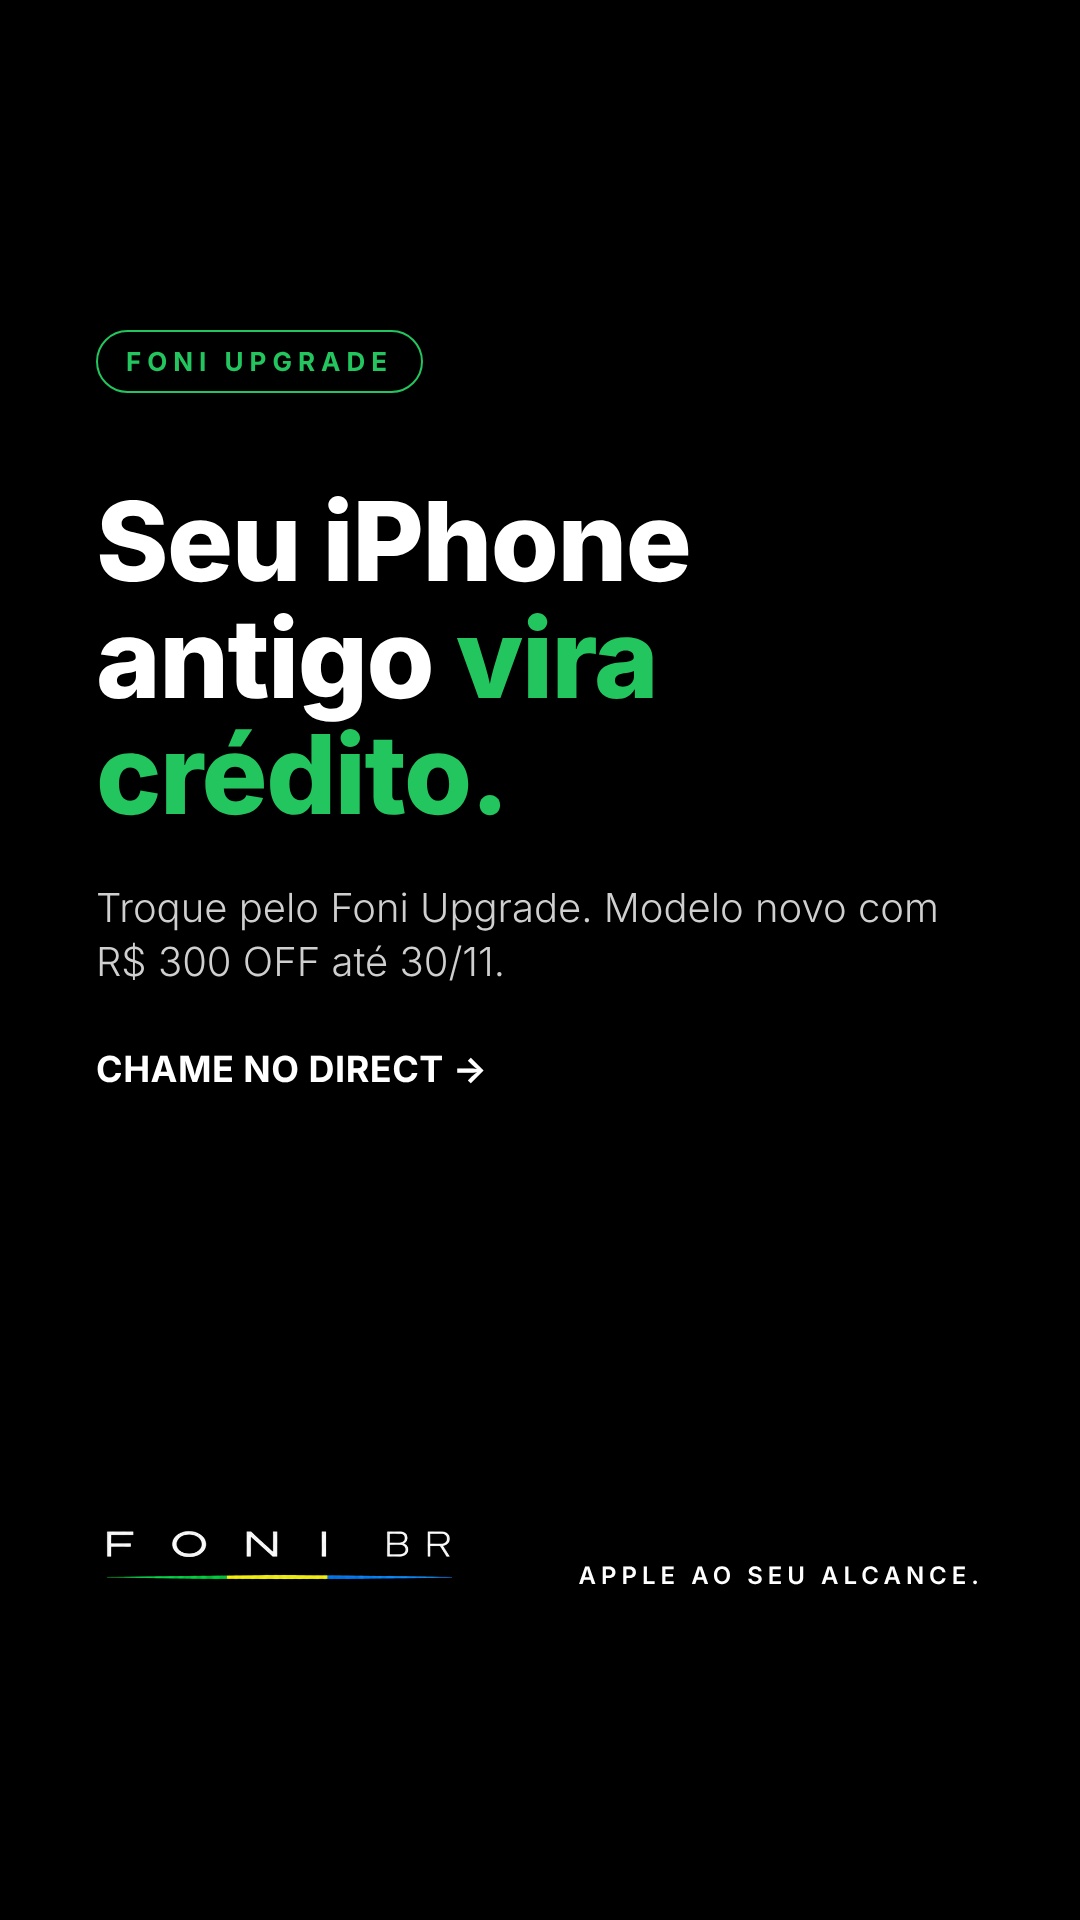 FONI UPGRADE
Seu iPhone
antigo vira
crédito.
Troque pelo Foni Upgrade. Modelo novo com
R$ 300 OFF até 30/11.
CHAME NO DIRECT →
FONI BR
APPLE AO SEU ALCANCE.